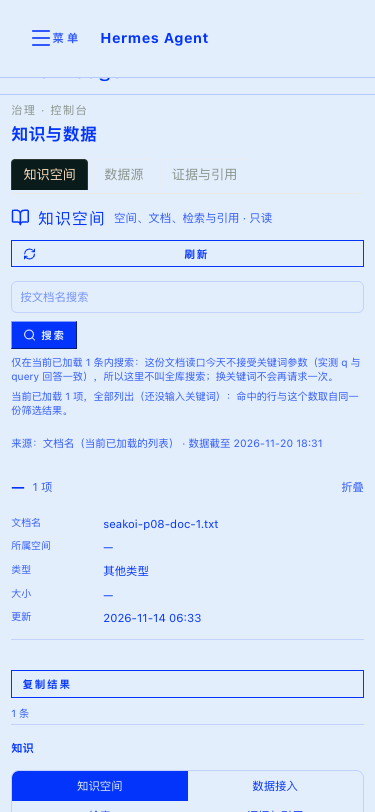 菜单 Hermes Agent
治理 · 控制台
知识与数据
知识空间 数据源 证据与引用
知识空间 空间、文档、检索与引用 · 只读
刷新
按文档名搜索
搜索
仅在当前已加载 1 条内搜索：这份文档读口今天不接受关键词参数（实测 q 与
query 回答一致），所以这里不叫全库搜索；换关键词不会再请求一次。
当前已加载 1 项，全部列出（还没输入关键词）：命中的行与这个数取自同一
份筛选结果。
来源：文档名（当前已加载的列表） · 数据截至 2026-11-20 18:31
1 项 折叠
文档名 seakoi-p08-doc-1.txt
所属空间 —
类型 其他类型
大小 —
更新 2026-11-14 06:33
复制结果
1 条
知识
知识空间 数据接入